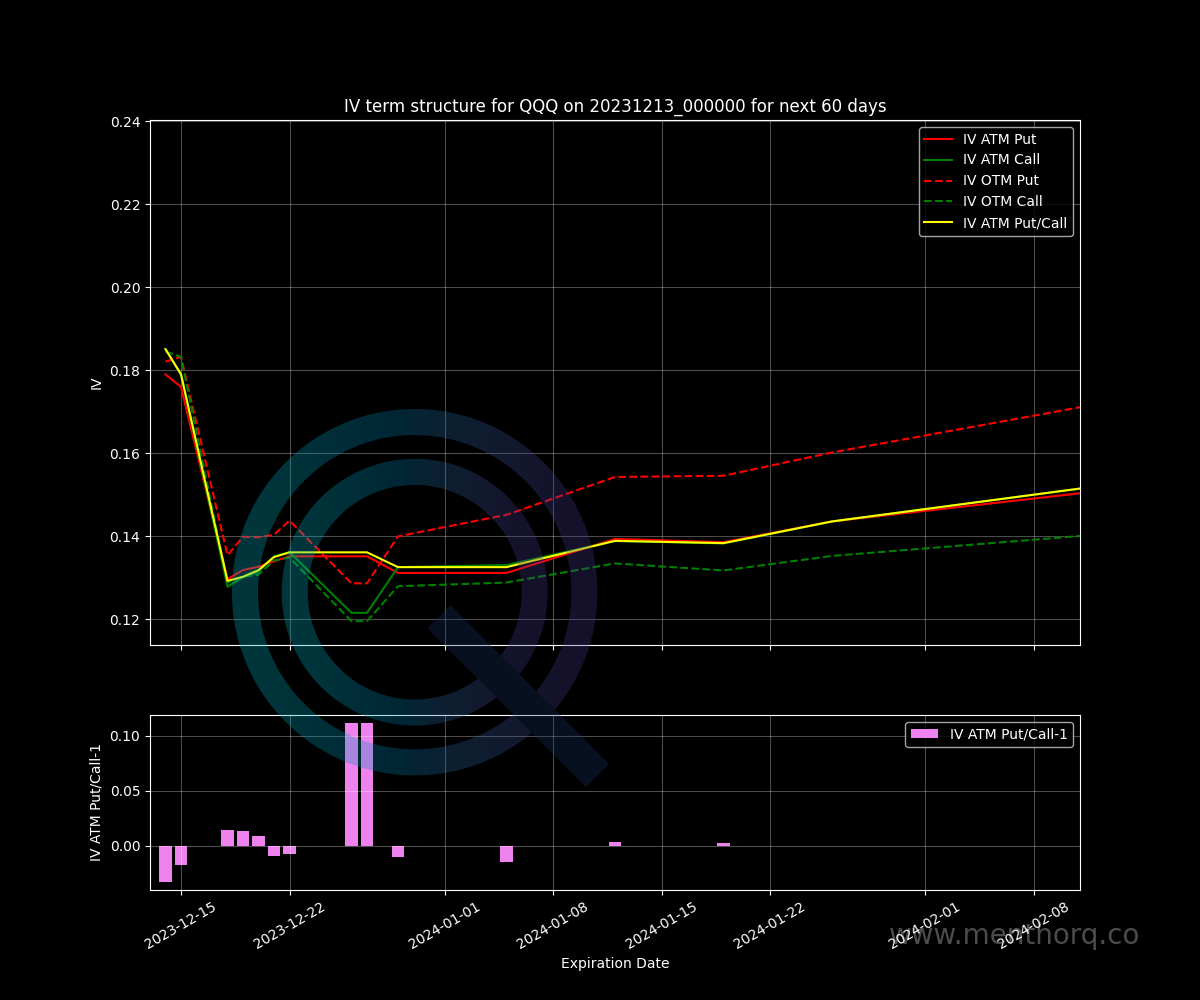 IV term structure for QQQ on 20231213_000000 for next 60 days
0.24
0.22
0.20
0.18
0.16
0.14
0.12
IV
IV ATM Put
IV ATM Call
IV OTM Put
IV OTM Call
IV ATM Put/Call
0.10
0.05
0.00
IV ATM Put/Call-1
IV ATM Put/Call-1
2023-12-15
2023-12-22
2024-01-01
2024-01-08
2024-01-15
2024-01-22
2024-02-01
2024-02-08
www.menthorq.co
Expiration Date